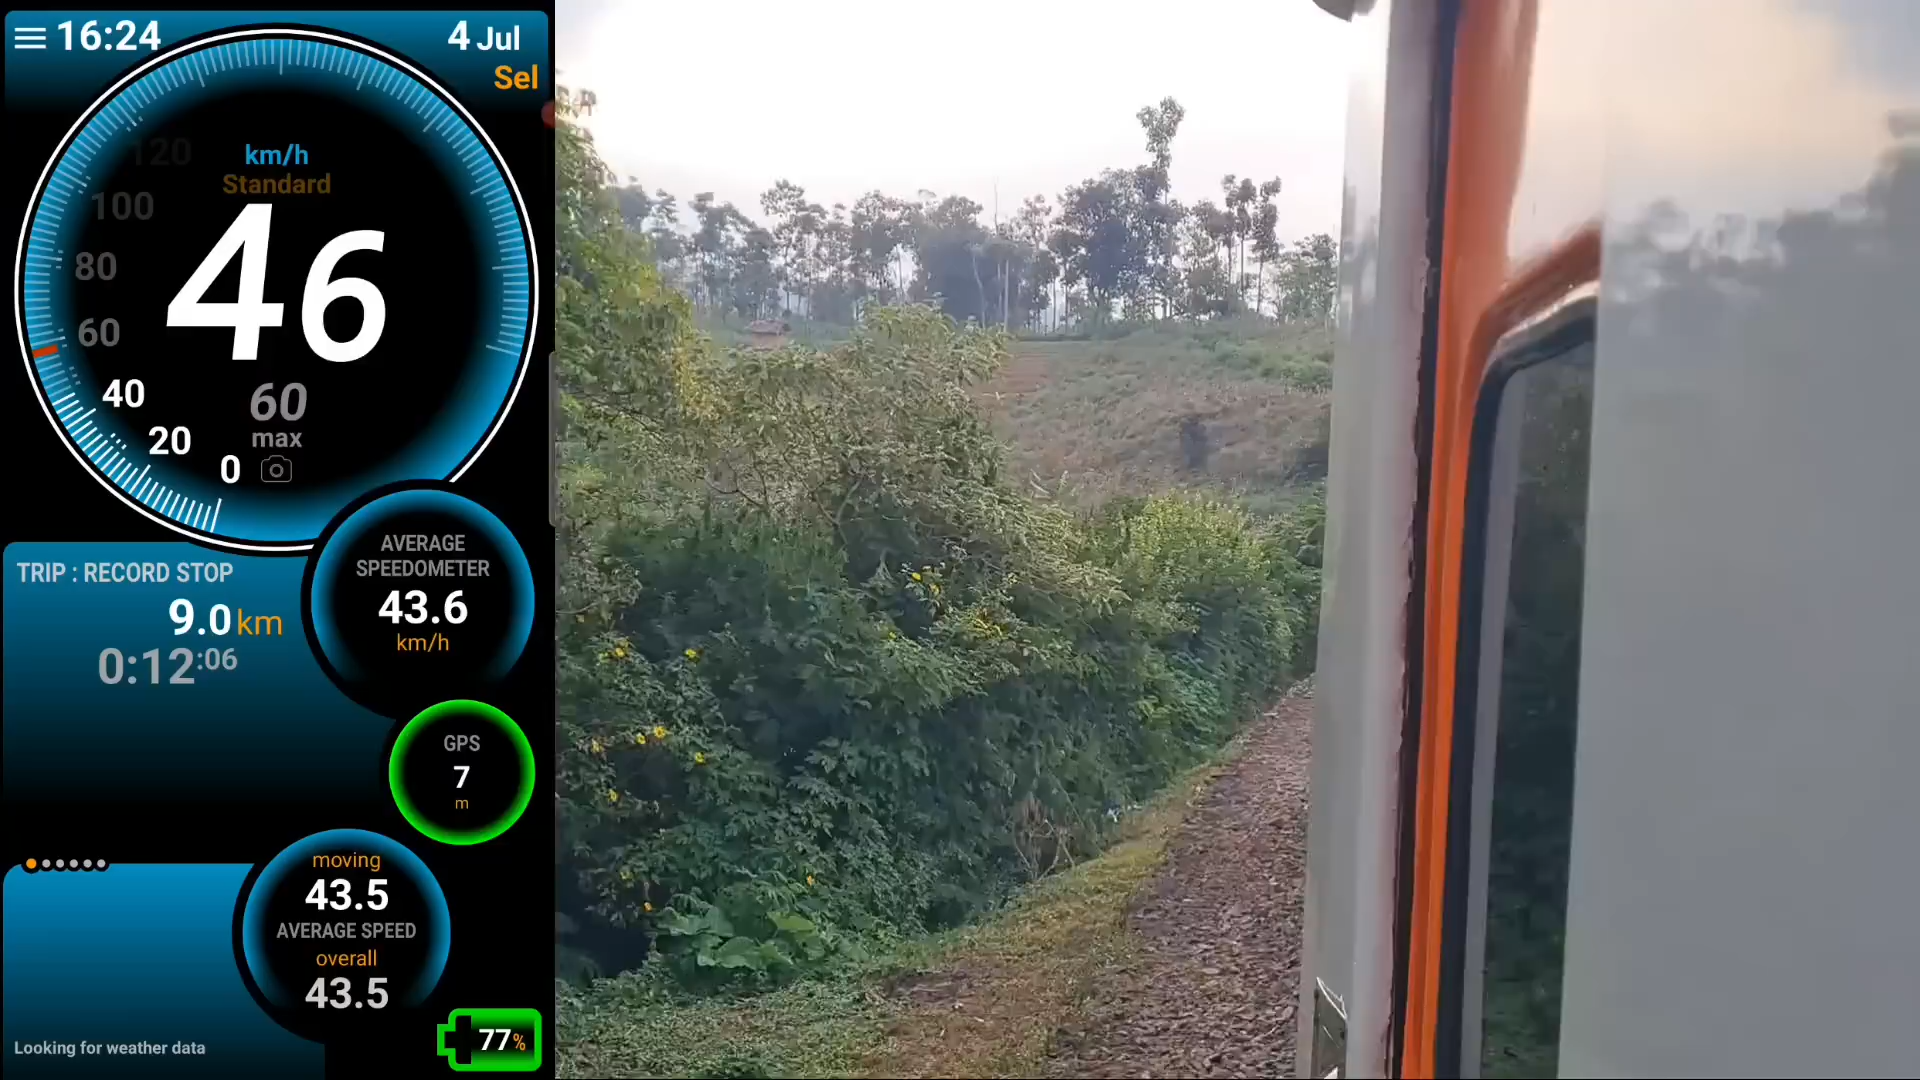 16:24
4 Jul
Sel
km/h
Standard
120
100
80
60
40
20
0
46
60
max
AVERAGE
SPEEDOMETER
43.6
km/h
TRIP : RECORD STOP
9.0 km
0:12:06
GPS
7
m
moving
43.5
AVERAGE SPEED
overall
43.5
Looking for weather data
77%